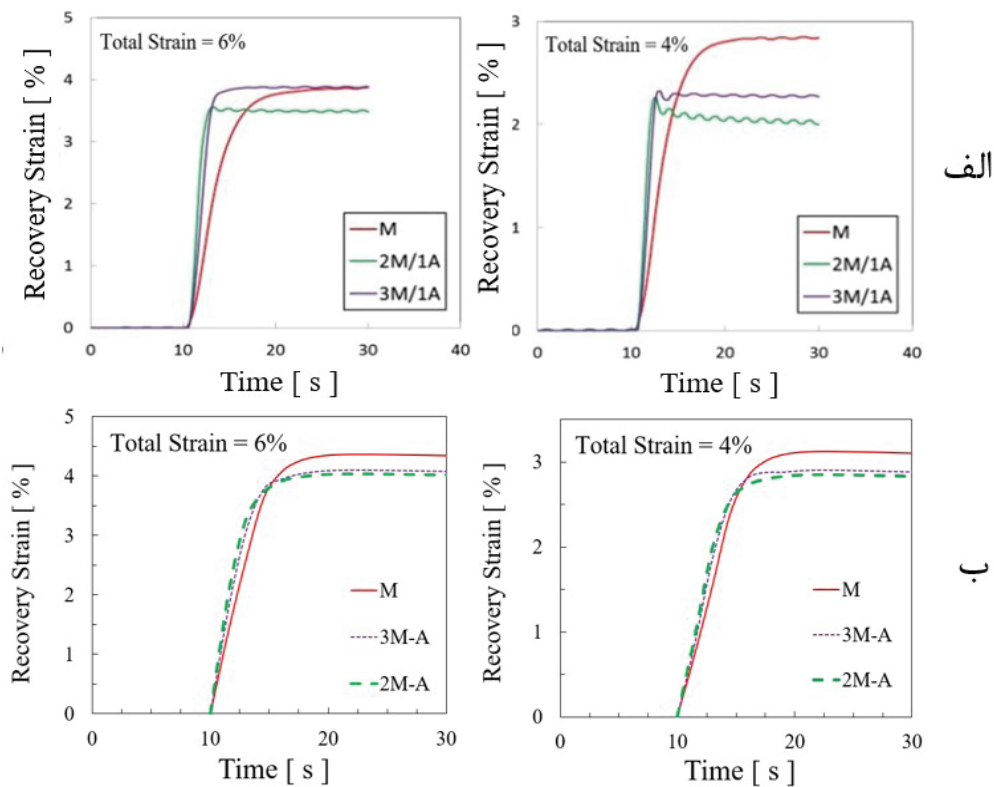 Total Strain = 6%
Recovery Strain [ % ]
5
4
3
2
1
0
M
2M/1A
3M/1A
0 10 20 30 40
Time [ s ]
Total Strain = 4%
Recovery Strain [ % ]
3
2
1
0
M
2M/1A
3M/1A
0 10 20 30 40
Time [ s ]
الف
Total Strain = 6%
Recovery Strain [ % ]
5
4
3
4
1
0
M
3M-A
2M-A
0 10 20 30
Time [ s ]
Total Strain = 4%
Recovery Strain [ % ]
3
2
1
0
M
3M-A
2M-A
0 10 20 30
Time [ s ]
ب